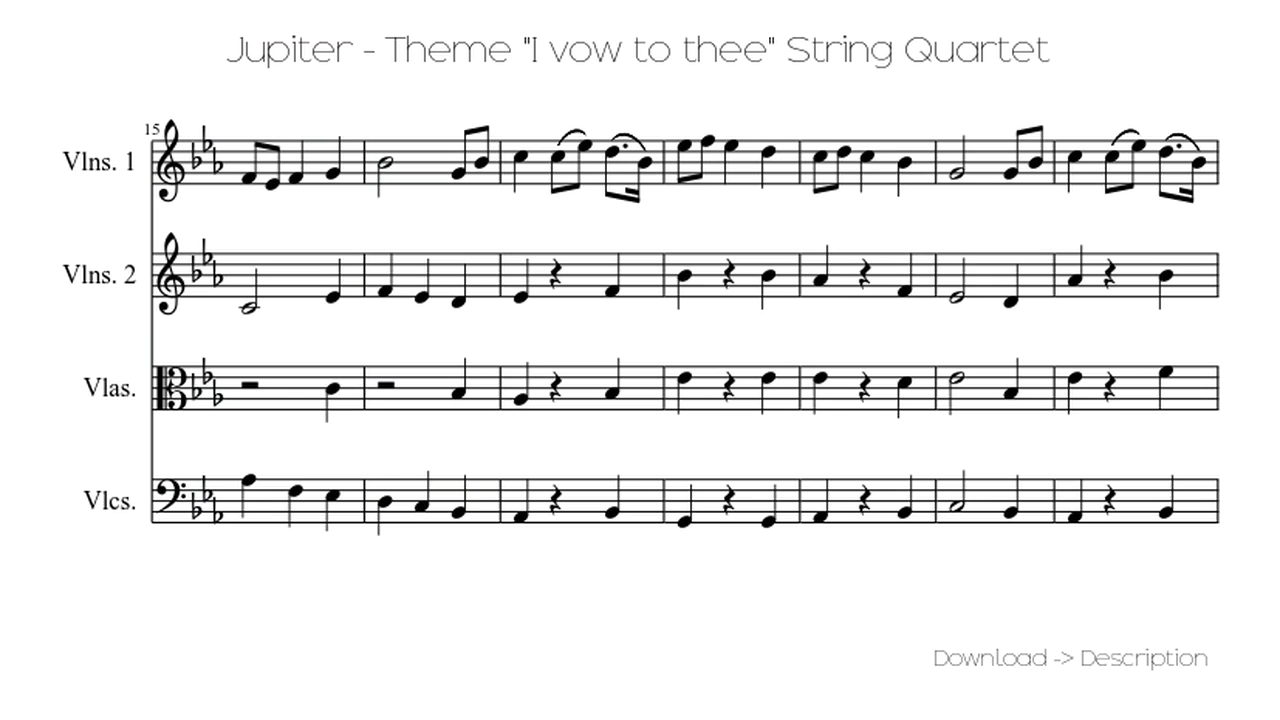 Jupiter - Theme "I vow to thee" String Quartet
15
Vlns. 1
Vlns. 2
Vlas.
Vlcs.
Download -> Description